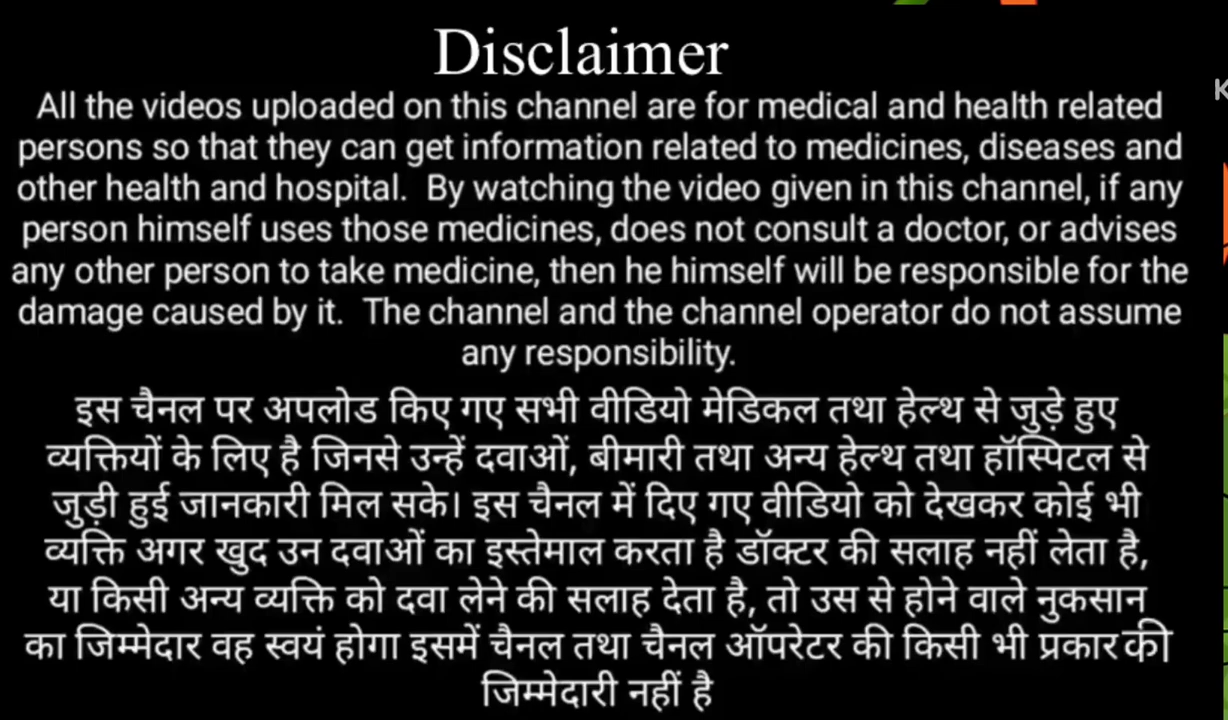 Disclaimer
All the videos uploaded on this channel are for medical and health related
persons so that they can get information related to medicines, diseases and
other health and hospital. By watching the video given in this channel, if any
person himself uses those medicines, does not consult a doctor, or advises
any other person to take medicine, then he himself will be responsible for the
damage caused by it. The channel and the channel operator do not assume
any responsibility.
इस चैनल पर अपलोड किए गए सभी वीडियो मेडिकल तथा हेल्थ से जुड़े हुए
व्यक्तियों के लिए है जिनसे उन्हें दवाओं, बीमारी तथा अन्य हेल्थ तथा हॉस्पिटल से
जुड़ी हुई जानकारी मिल सके। इस चैनल में दिए गए वीडियो को देखकर कोई भी
व्यक्ति अगर खुद उन दवाओं का इस्तेमाल करता है डॉक्टर की सलाह नहीं लेता है,
या किसी अन्य व्यक्ति को दवा लेने की सलाह देता है, तो उस से होने वाले नुकसान
का जिम्मेदार वह स्वयं होगा इसमें चैनल तथा चैनल ऑपरेटर की किसी भी प्रकार की
जिम्मेदारी नहीं है